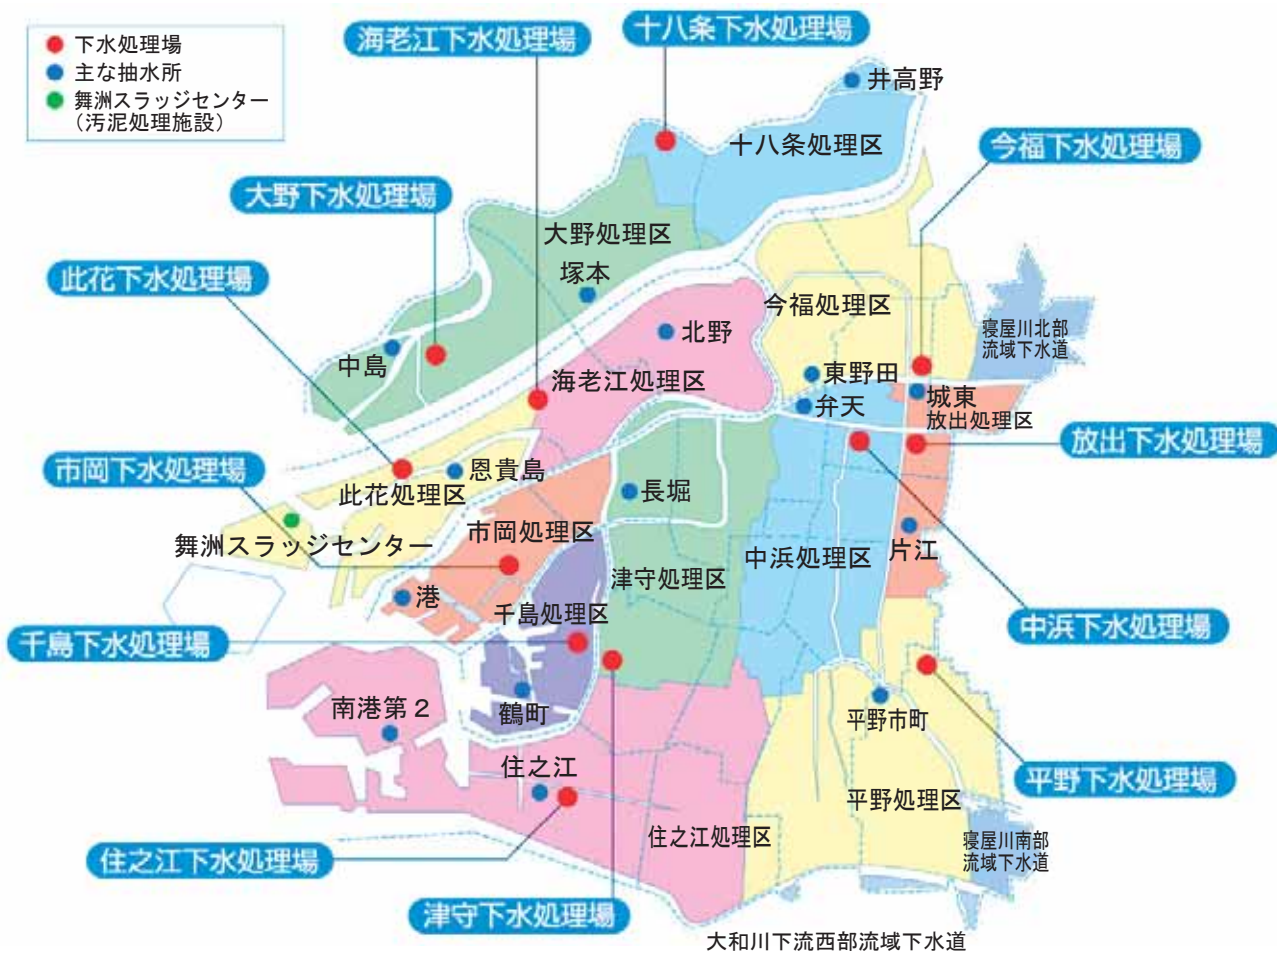 下水処理場
主な抽水所
舞洲スラッジセンター
（汚泥処理施設）
海老江下水処理場
十八条下水処理場
井高野
十八条処理区
今福下水処理場
大野下水処理場
大野処理区
塚本
此花下水処理場
今福処理区
北野
寝屋川北部
流域下水道
中島
海老江処理区
東野田
弁天
城東
放出処理区
放出下水処理場
市岡下水処理場
恩貴島
此花処理区
長堀
市岡処理区
舞洲スラッジセンター
片江
中浜処理区
津守処理区
港
千島処理区
中浜下水処理場
千島下水処理場
南港第２
鶴町
平野市町
住之江
平野下水処理場
平野処理区
住之江処理区
寝屋川南部
流域下水道
住之江下水処理場
津守下水処理場
大和川下流西部流域下水道